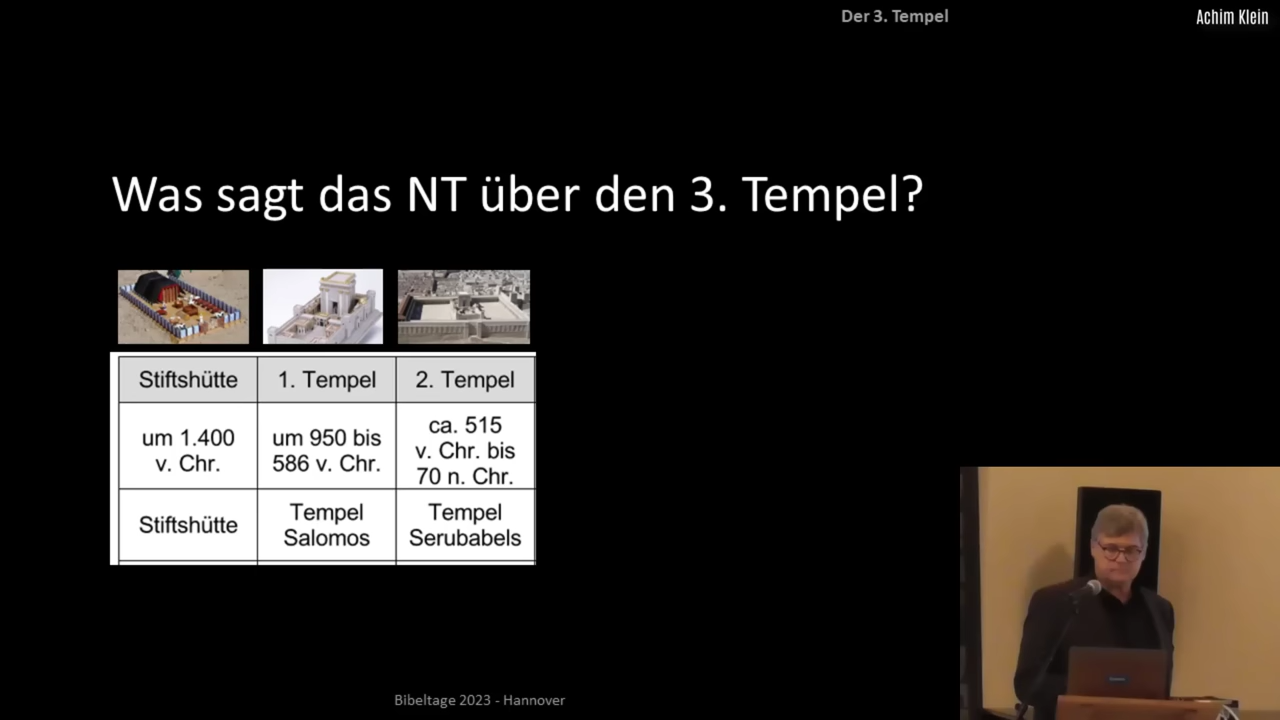 Der 3. Tempel
Achim Klein
Was sagt das NT über den 3. Tempel?
Stiftshütte
1. Tempel
2. Tempel
um 1.400
v. Chr.
um 950 bis
586 v. Chr.
ca. 515
v. Chr. bis
70 n. Chr.
Stiftshütte
Tempel
Salomos
Tempel
Serubabels
Bibeltage 2023 - Hannover